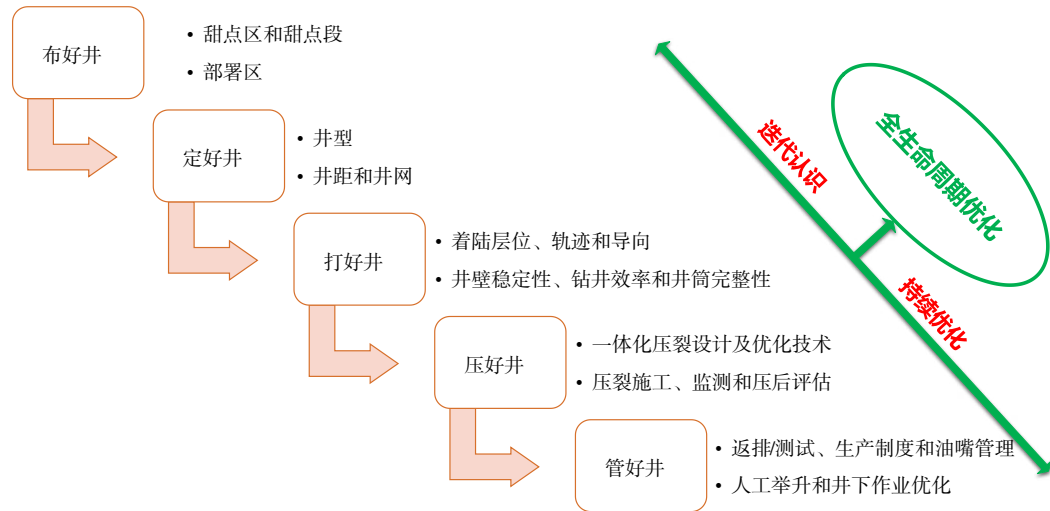 布好井
• 甜点区和甜点段
• 部署区
定好井
• 井型
• 井距和井网
打好井
• 着陆层位、轨迹和导向
• 井壁稳定性、钻井效率和井筒完整性
压好井
• 一体化压裂设计及优化技术
• 压裂施工、监测和压后评估
管好井
• 返排/测试、生产制度和油嘴管理
• 人工举升和井下作业优化
迭代认识
持续优化
全生命周期优化